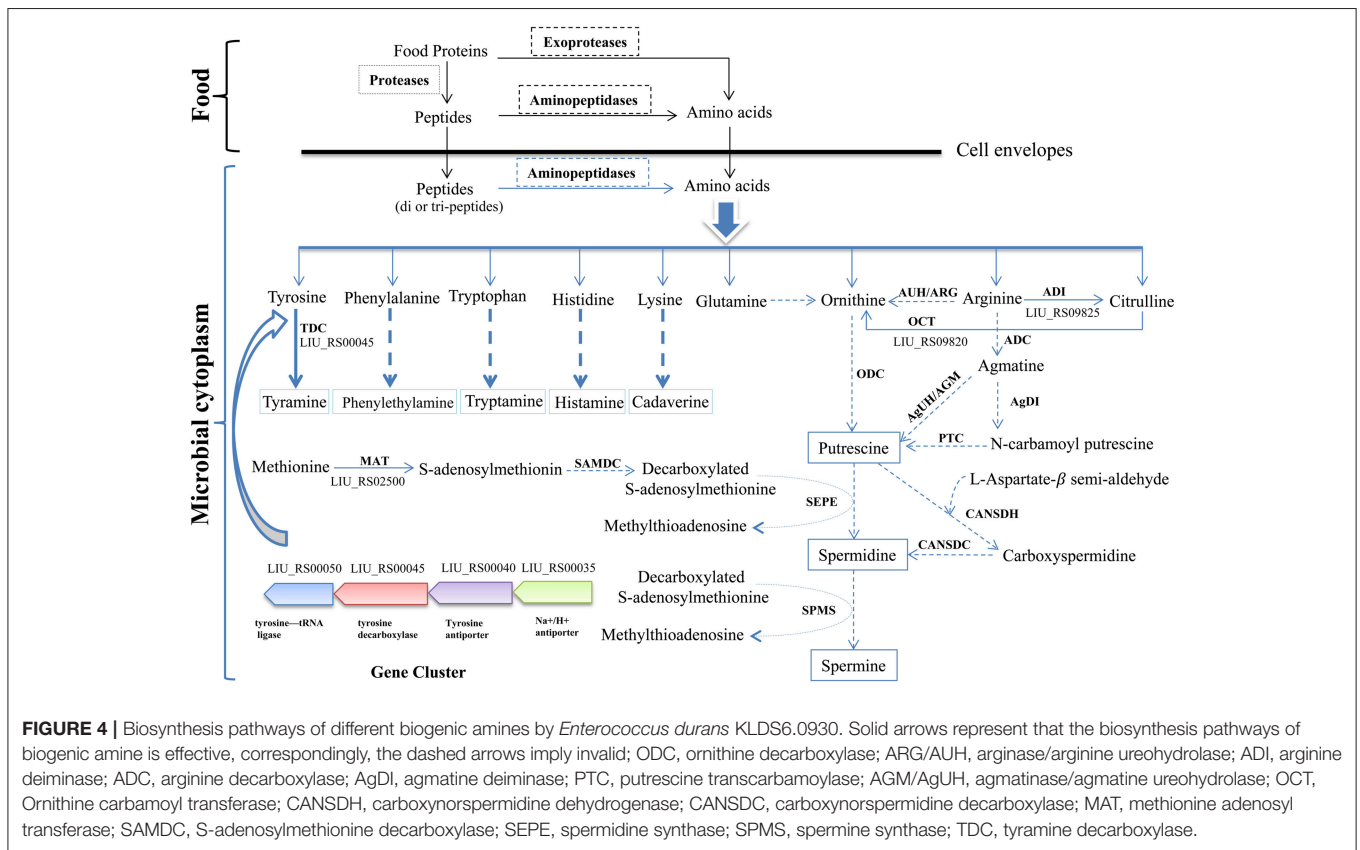 Food
Exoproteases
Food Proteins
Proteases
Aminopeptidases
Peptides
Amino acids
Cell envelopes
Microbial cytoplasm
Aminopeptidases
Peptides
(di or tri-peptides)
Amino acids
Tyrosine Phenylalanine Tryptophan Histidine Lysine Glutamine Ornithine AUH/ARG Arginine ADI Citrulline
LIU_RS09825
TDC
LIU_RS00045
OCT
LIU_RS09820
ADC
Agmatine
ODC
AgUH/AGM
AgDI
Tyramine Phenylethylamine Tryptamine Histamine Cadaverine
Putrescine PTC N-carbamoyl putrescine
Methionine MAT S-adenosylmethionin SAMDC Decarboxylated
S-adenosylmethionine
LIU_RS02500
L-Aspartate-β semi-aldehyde
SEPE
CANSDH
Methylthioadenosine
Spermidine CANSDC Carboxyspermidine
LIU_RS00050 LIU_RS00045 LIU_RS00040 LIU_RS00035
Decarboxylated
S-adenosylmethionine
SPMS
tyrosine—tRNA
ligase
tyrosine
decarboxylase
Tyrosine
antiporter
Na+/H+
antiporter
Methylthioadenosine
Gene Cluster
Spermine
FIGURE 4 | Biosynthesis pathways of different biogenic amines by Enterococcus durans KLDS6.0930. Solid arrows represent that the biosynthesis pathways of
biogenic amine is effective, correspondingly, the dashed arrows imply invalid; ODC, ornithine decarboxylase; ARG/AUH, arginase/arginine ureohydrolase; ADI, arginine
deiminase; ADC, arginine decarboxylase; AgDI, agmatine deiminase; PTC, putrescine transcarbamoylase; AGM/AgUH, agmatinase/agmatine ureohydrolase; OCT,
Ornithine carbamoyl transferase; CANSDH, carboxynorspermidine dehydrogenase; CANSDC, carboxynorspermidine decarboxylase; MAT, methionine adenosyl
transferase; SAMDC, S-adenosylmethionine decarboxylase; SEPE, spermidine synthase; SPMS, spermine synthase; TDC, tyramine decarboxylase.